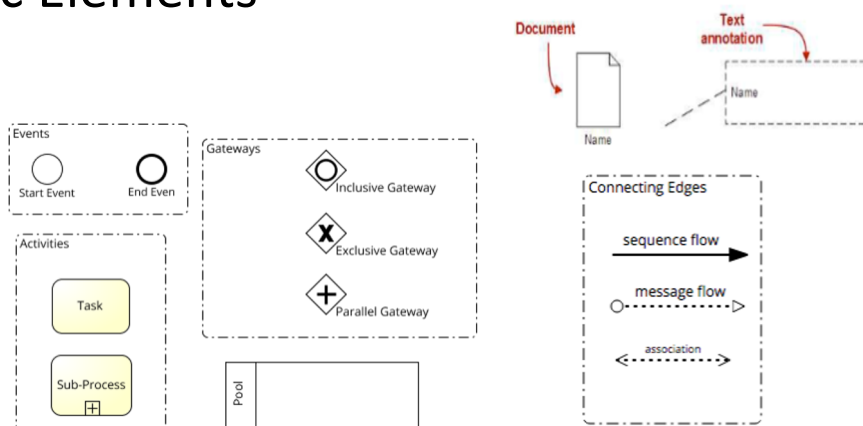 c Elements
Document
Text
annotation
Name
Name
Events
Start Event
End Even
Gateways
Inclusive Gateway
Exclusive Gateway
Parallel Gateway
Activities
Task
Sub-Process
Pool
Connecting Edges
sequence flow
message flow
association